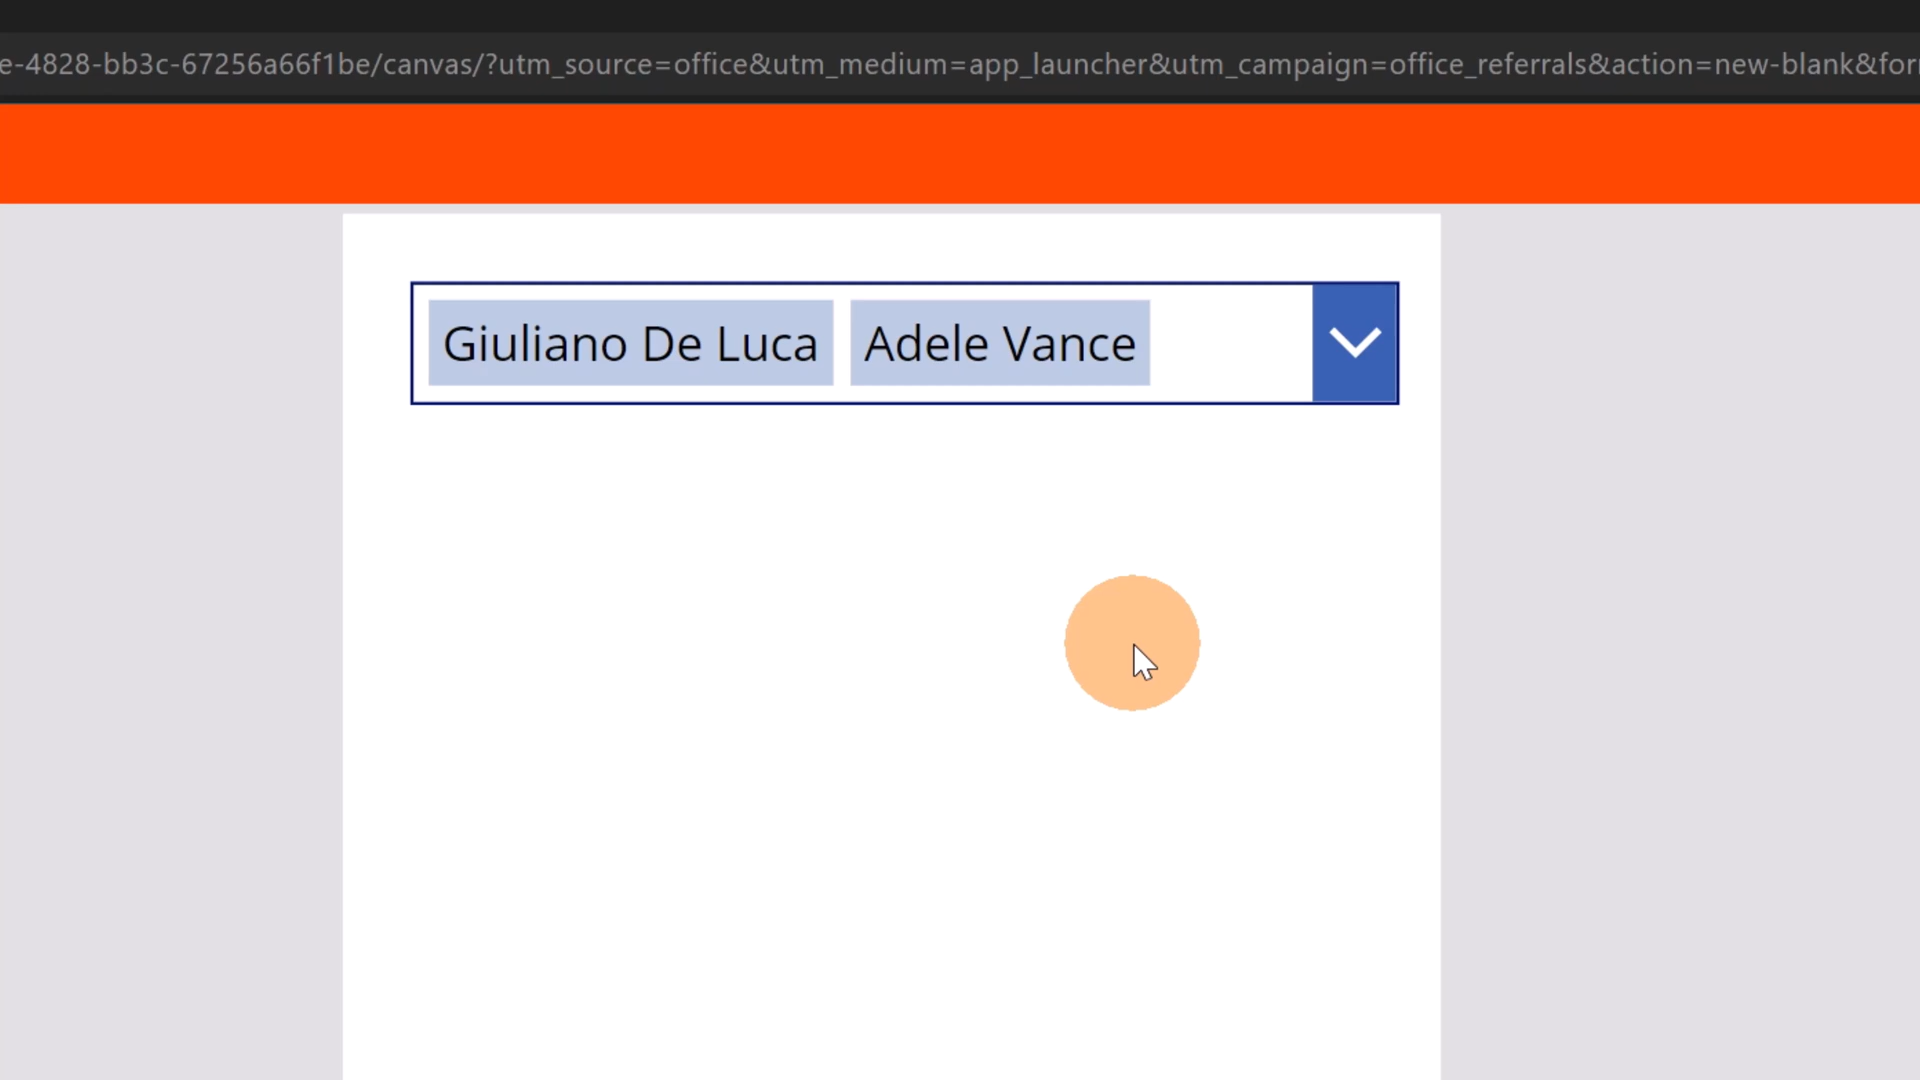 e-4828-bb3c-67256a66f1be/canvas/?utm_source=office&utm_medium=app_launcher&utm_campaign=office_referrals&action=new-blank&for
Giuliano De Luca Adele Vance